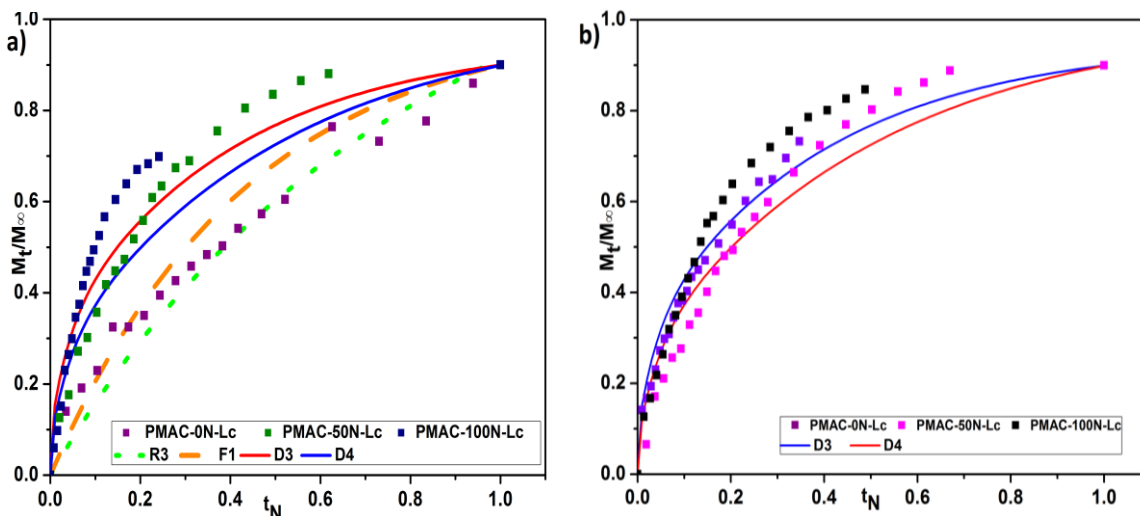 a)
1.0
0.8
0.6
0.4
0.2
0.0
Mt/M∞
PMAC-0N-Lc PMAC-50N-Lc PMAC-100N-Lc
R3 F1 D3 D4
0.0 0.2 0.4 0.6 0.8 1.0
tN
b)
1.0
0.8
0.6
0.4
0.2
0.0
Mt/M∞
PMAC-0N-Lc PMAC-50N-Lc PMAC-100N-Lc
D3 D4
0.0 0.2 0.4 0.6 0.8 1.0
tN